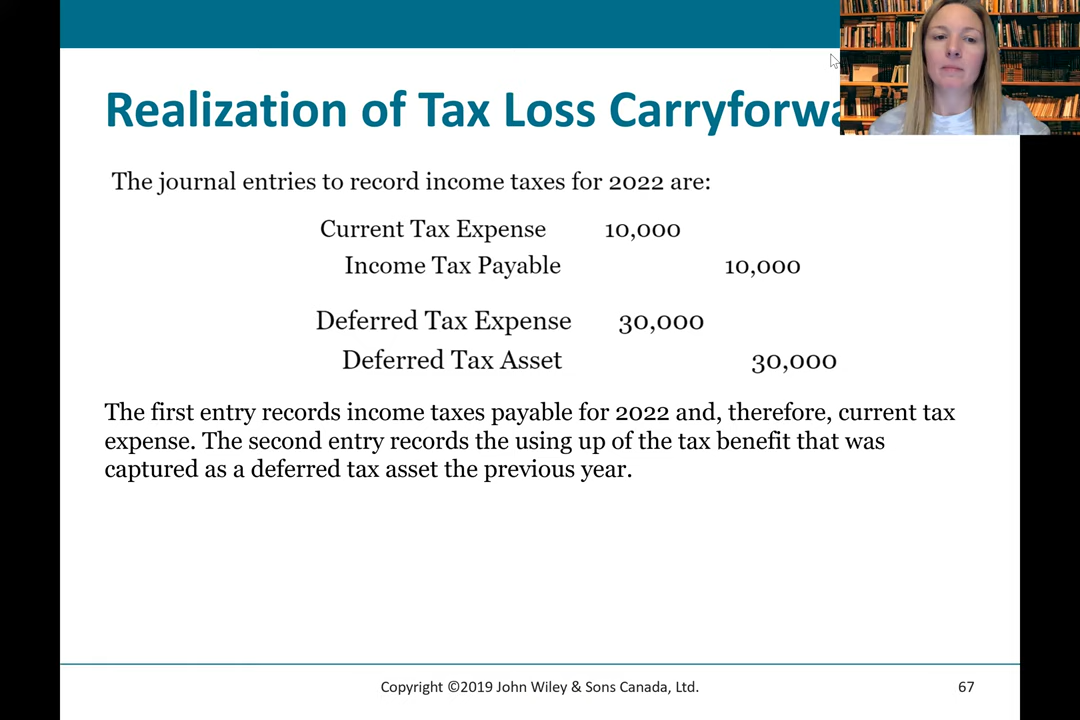 Realization of Tax Loss Carryforwa
The journal entries to record income taxes for 2022 are:
Current Tax Expense 10,000
Income Tax Payable 10,000
Deferred Tax Expense 30,000
Deferred Tax Asset 30,000
The first entry records income taxes payable for 2022 and, therefore, current tax
expense. The second entry records the using up of the tax benefit that was
captured as a deferred tax asset the previous year.
Copyright ©2019 John Wiley & Sons Canada, Ltd. 67